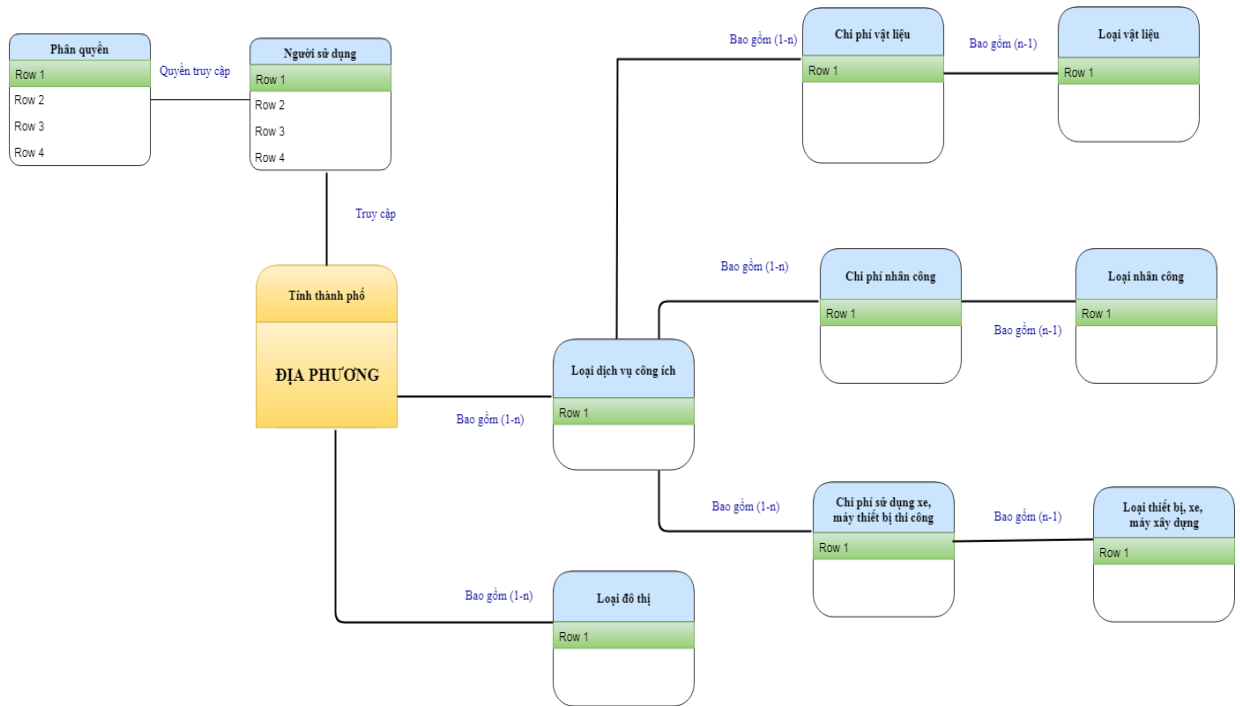 Phân quyền
Row 1
Row 2
Row 3
Row 4
Quyền truy cập
Người sử dụng
Row 1
Row 2
Row 3
Row 4
Truy cập
Tỉnh thành phố
ĐỊA PHƯƠNG
Bao gồm (1-n)
Loại dịch vụ công ích
Row 1
Bao gồm (1-n)
Chi phí vật liệu
Row 1
Bao gồm (n-1)
Loại vật liệu
Row 1
Bao gồm (1-n)
Chi phí nhân công
Row 1
Bao gồm (n-1)
Loại nhân công
Row 1
Bao gồm (1-n)
Chi phí sử dụng xe,
máy thiết bị thi công
Row 1
Bao gồm (n-1)
Loại thiết bị, xe,
máy xây dựng
Row 1
Bao gồm (1-n)
Loại đô thị
Row 1